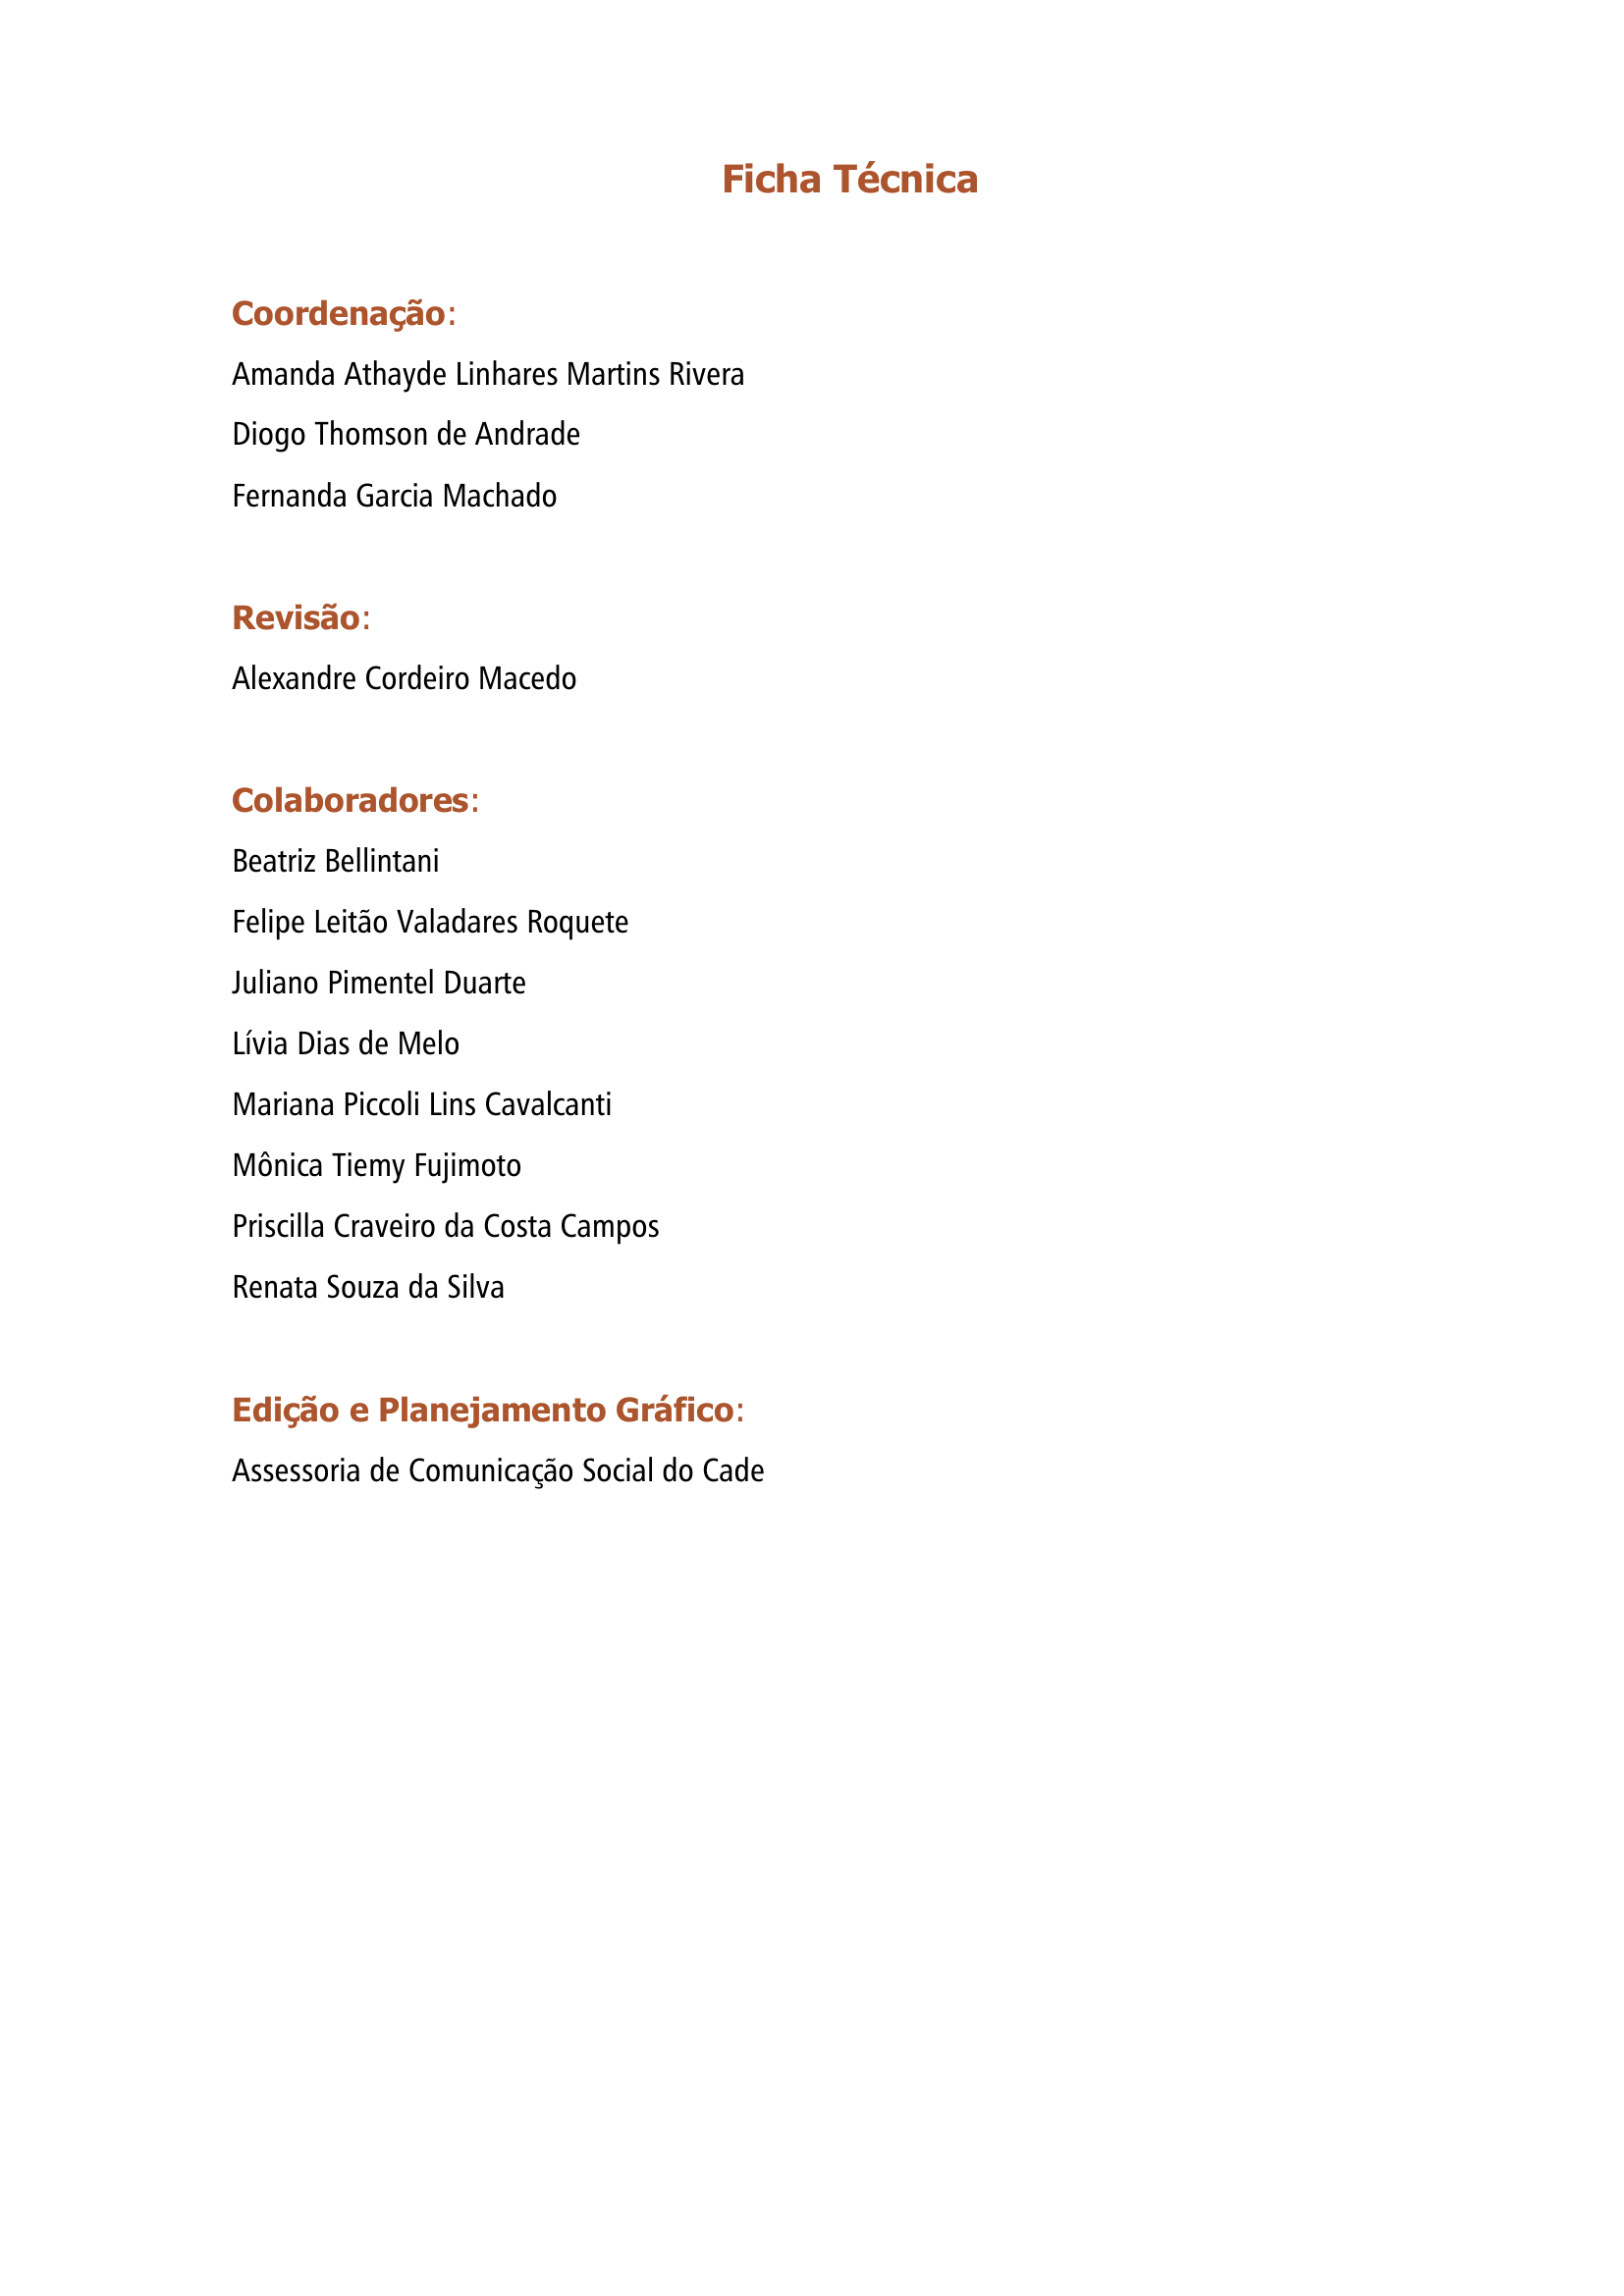 Ficha Técnica
Coordenação:
Amanda Athayde Linhares Martins Rivera
Diogo Thomson de Andrade
Fernanda Garcia Machado
Revisão:
Alexandre Cordeiro Macedo
Colaboradores:
Beatriz Bellintani
Felipe Leitão Valadares Roquete
Juliano Pimentel Duarte
Lívia Dias de Melo
Mariana Piccoli Lins Cavalcanti
Mônica Tiemy Fujimoto
Priscilla Craveiro da Costa Campos
Renata Souza da Silva
Edição e Planejamento Gráfico:
Assessoria de Comunicação Social do Cade